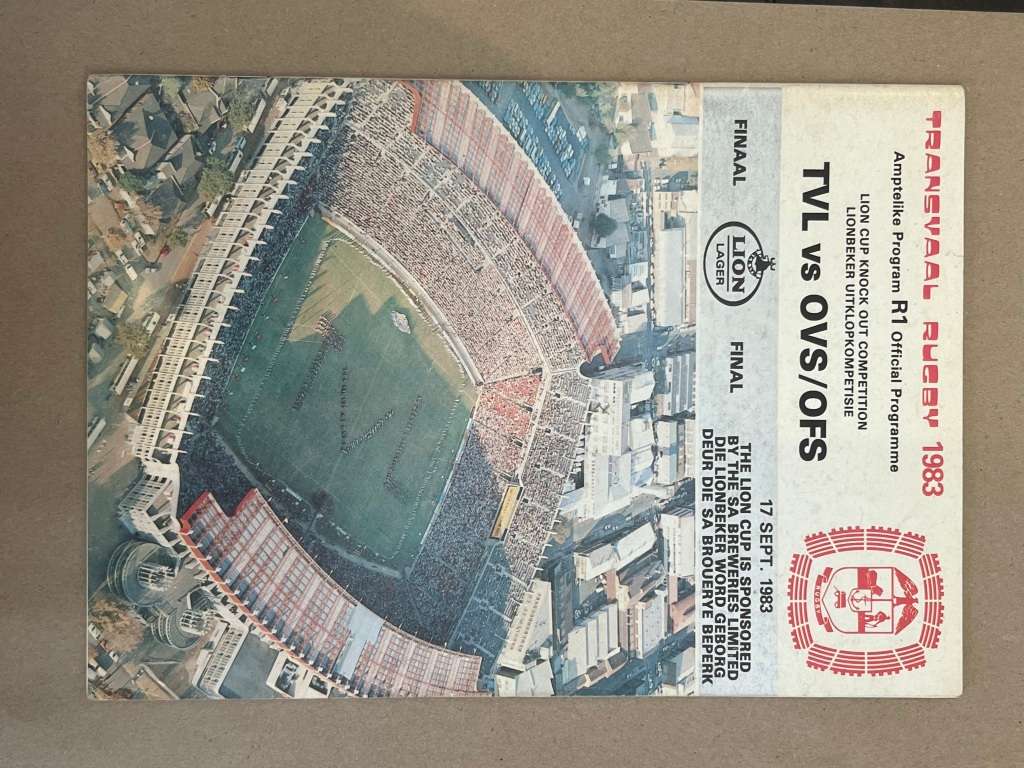 TRANSVAAL RUGBY 1983
Amptelike Program R1 Official Programme
LION CUP KNOCK OUT COMPETITION
LIONBEKER UITKLOPKOMPETISIE
TVL vs OVS/OFS
FINAAL
LION
LAGER
FINAL
17 SEPT. 1983
THE LION CUP IS SPONSORED
BY THE SA BREWERIES LIMITED
DIE LIONBEKER WORD GEBORG
DEUR DIE SA BROUERYE BEPERK
RUGBY